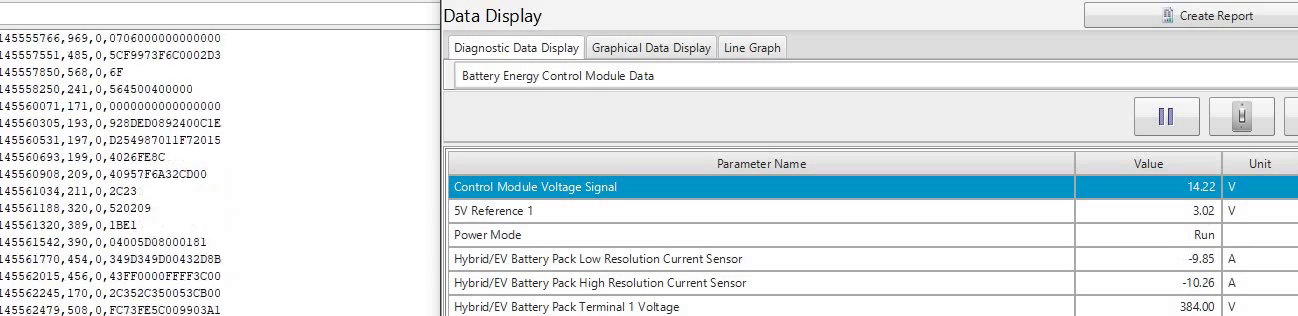 145555766,969,0,0706000000000000
145557551,485,0,5CF9973F6C0002D3
145557850,568,0,6F
145558250,241,0,564500400000
145560071,171,0,0000000000000000
145560305,193,0,928DED0892400C1E
145560531,197,0,D254987011F72015
145560693,199,0,4026FE8C
145560908,209,0,40957F6A32CD00
145561034,211,0,2C23
145561188,320,0,520209
145561320,389,0,1BE1
145561542,390,0,04005D08000181
145561770,454,0,349D349D00432D8B
145562015,456,0,43FF0000FFFF3C00
145562245,170,0,2C352C350053CB00
145562479,508,0,FC73FE5C009903A1
Data Display
Create Report
Diagnostic Data Display Graphical Data Display Line Graph
Battery Energy Control Module Data
Parameter Name Value Unit
Control Module Voltage Signal 14.22 V
5V Reference 1 3.02 V
Power Mode Run
Hybrid/EV Battery Pack Low Resolution Current Sensor -9.85 A
Hybrid/EV Battery Pack High Resolution Current Sensor -10.26 A
Hybrid/EV Battery Pack Terminal 1 Voltage 384.00 V